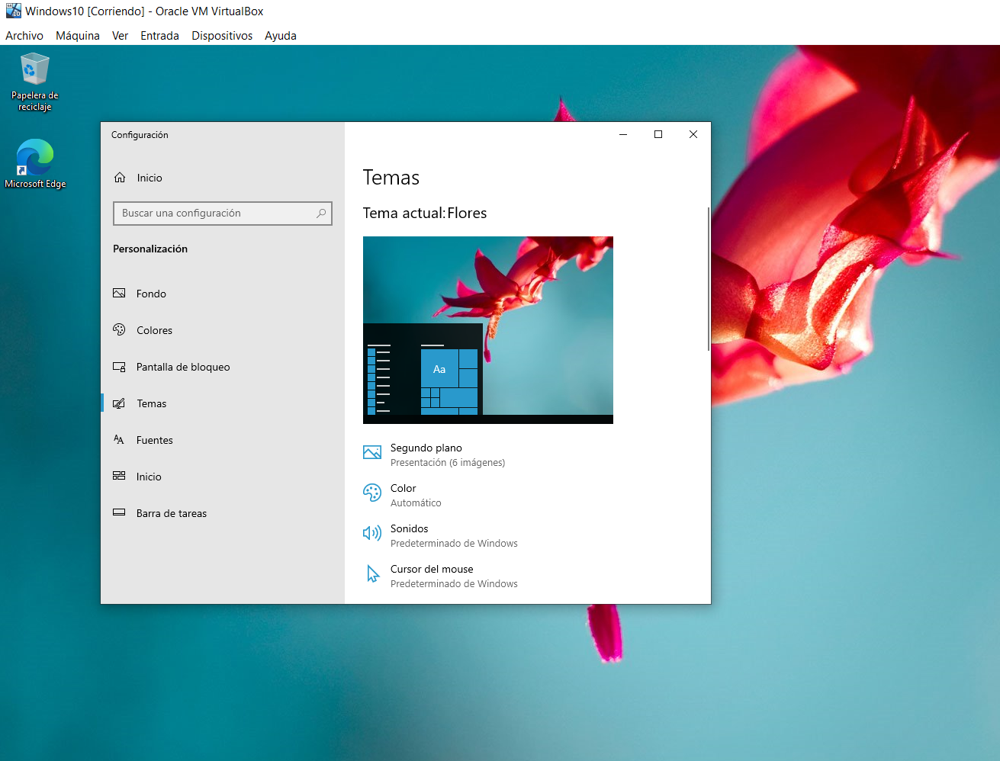 Windows10 [Corriendo] - Oracle VM VirtualBox
Archivo Máquina Ver Entrada Dispositivos Ayuda
Papelera de
reciclaje
Microsoft Edge
Configuración
Inicio
Buscar una configuración
Personalización
Fondo
Colores
Pantalla de bloqueo
Temas
Fuentes
Inicio
Barra de tareas
Temas
Tema actual: Flores
Aa
Segundo plano
Presentación (6 imágenes)
Color
Automático
Sonidos
Predeterminado de Windows
Cursor del mouse
Predeterminado de Windows